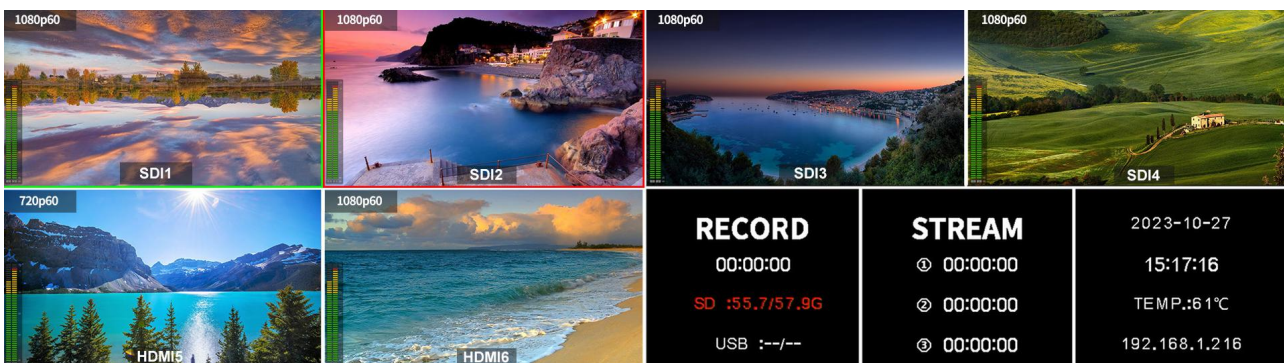 1080p60
SDI1
1080p60
SDI2
1080p60
SDI3
1080p60
SDI4
720p60
HDMI5
1080p60
HDMI6
RECORD
00:00:00
SD :55.7/57.9G
USB :--/--
STREAM
① 00:00:00
② 00:00:00
③ 00:00:00
2023-10-27
15:17:16
TEMP.:61℃
192.168.1.216